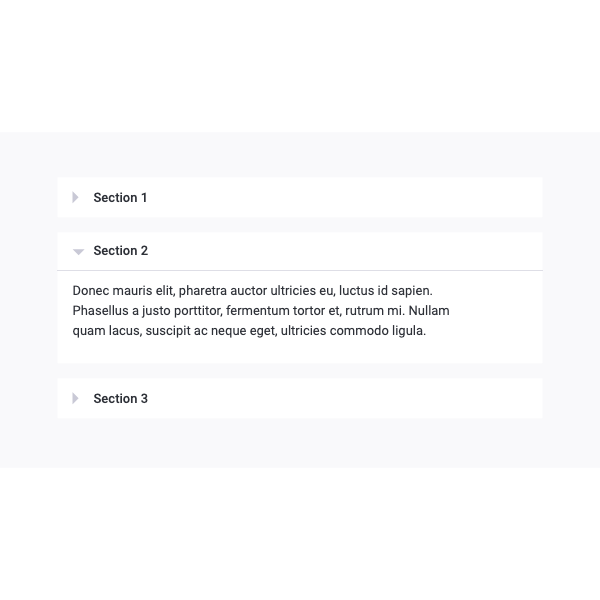 Section 1
Section 2
Donec mauris elit, pharetra auctor ultricies eu, luctus id sapien.
Phasellus a justo porttitor, fermentum tortor et, rutrum mi. Nullam
quam lacus, suscipit ac neque eget, ultricies commodo ligula.
Section 3